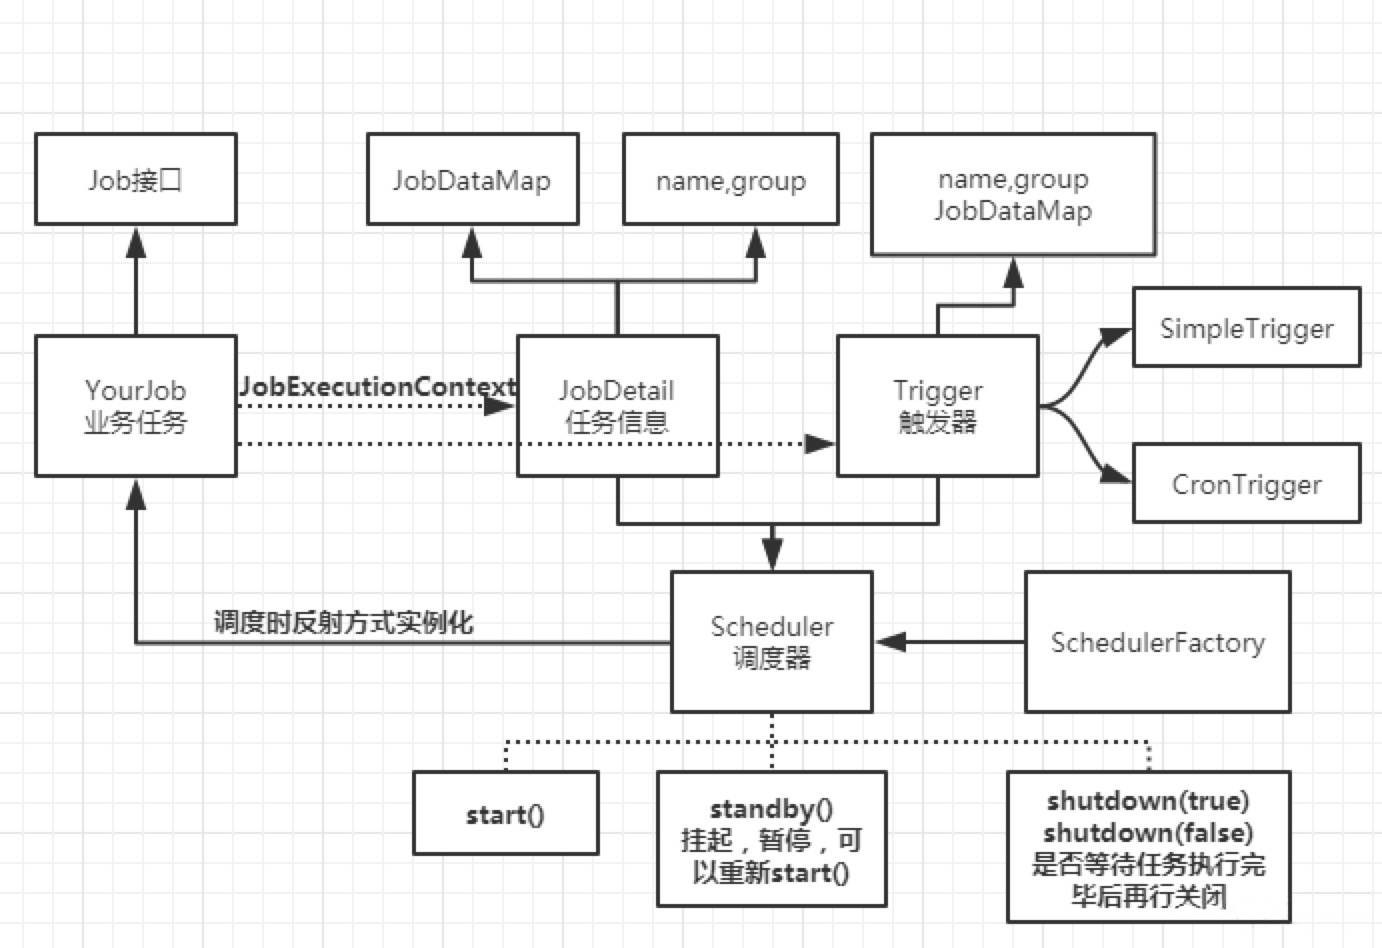 Job接口
JobDataMap
name,group
name,group
JobDataMap
SimpleTrigger
YourJob
业务任务
JobExecutionContext
JobDetail
任务信息
Trigger
触发器
CronTrigger
调度时反射方式实例化
Scheduler
调度器
SchedulerFactory
start()
standby()
挂起，暂停，可
以重新start()
shutdown(true)
shutdown(false)
是否等待任务执行完
毕后再行关闭